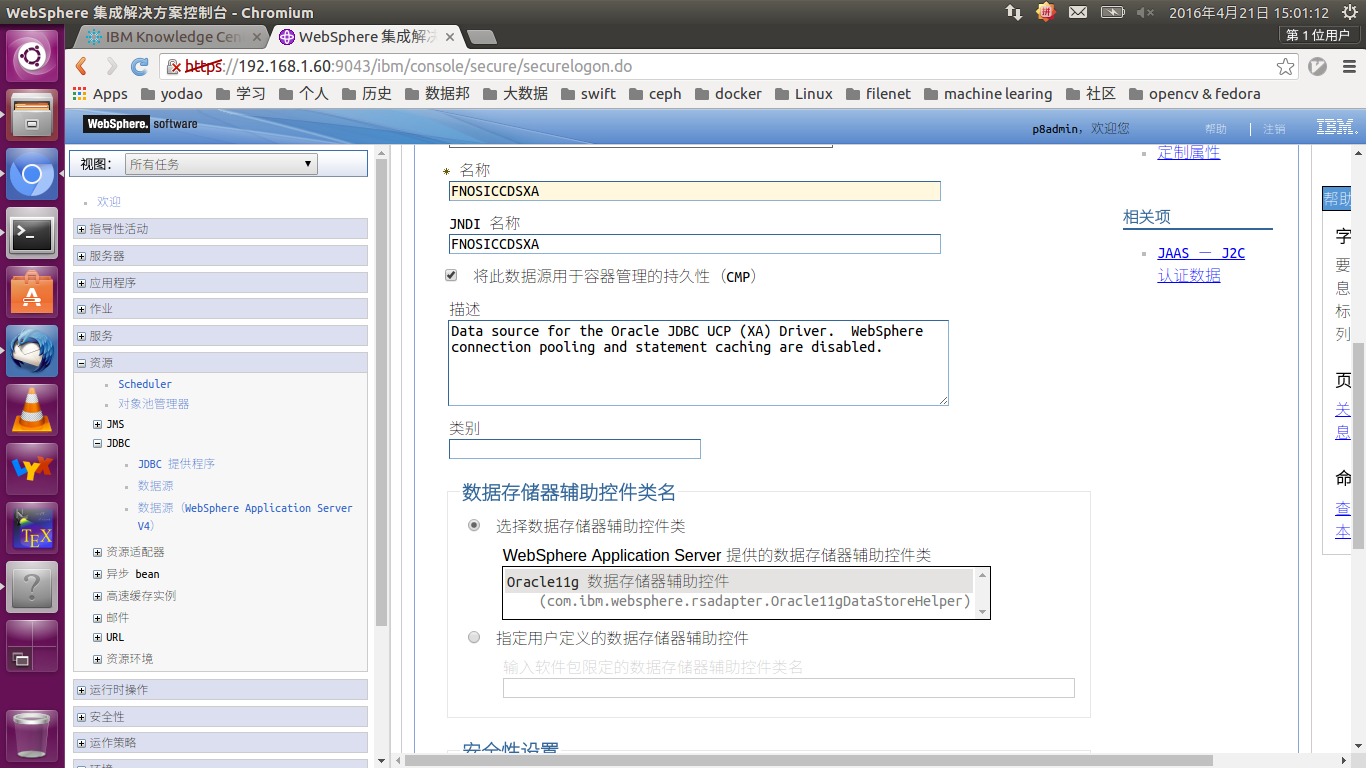 WebSphere 集成解决方案控制台 - Chromium
2016年4月21日 15:01:12
IBM Knowledge Cen
WebSphere 集成解决
第 1 位用户
https://192.168.1.60:9043/ibm/console/secure/securelogon.do
Apps yodao 学习 个人 历史 数据邦 大数据 swift ceph docker Linux filenet machine learing 社区 opencv & fedora
WebSphere. software
p8admin，欢迎您 帮助 | 注销 IBM.
视图： 所有任务
欢迎
指导性活动
服务器
应用程序
作业
服务
资源
Scheduler
对象池管理器
JMS
JDBC
JDBC 提供程序
数据源
数据源（WebSphere Application Server
V4）
资源适配器
异步 bean
高速缓存实例
邮件
URL
资源环境
运行时操作
安全性
运作策略
环境
* 名称
FNOSICCDSXA
JNDI 名称
FNOSICCDSXA
将此数据源用于容器管理的持久性（CMP）
描述
Data source for the Oracle JDBC UCP (XA) Driver.  WebSphere
connection pooling and statement caching are disabled.
类别
数据存储器辅助控件类名
选择数据存储器辅助控件类
WebSphere Application Server 提供的数据存储器辅助控件类
Oracle11g 数据存储器辅助控件
(com.ibm.websphere.rsadapter.Oracle11gDataStoreHelper)
指定用户定义的数据存储器辅助控件
输入软件包限定的数据存储器辅助控件类名
安全性设置
定制属性
相关项
JAAS － J2C
认证数据
帮助
字
要
息
标
列
页
关
息
命
查
本